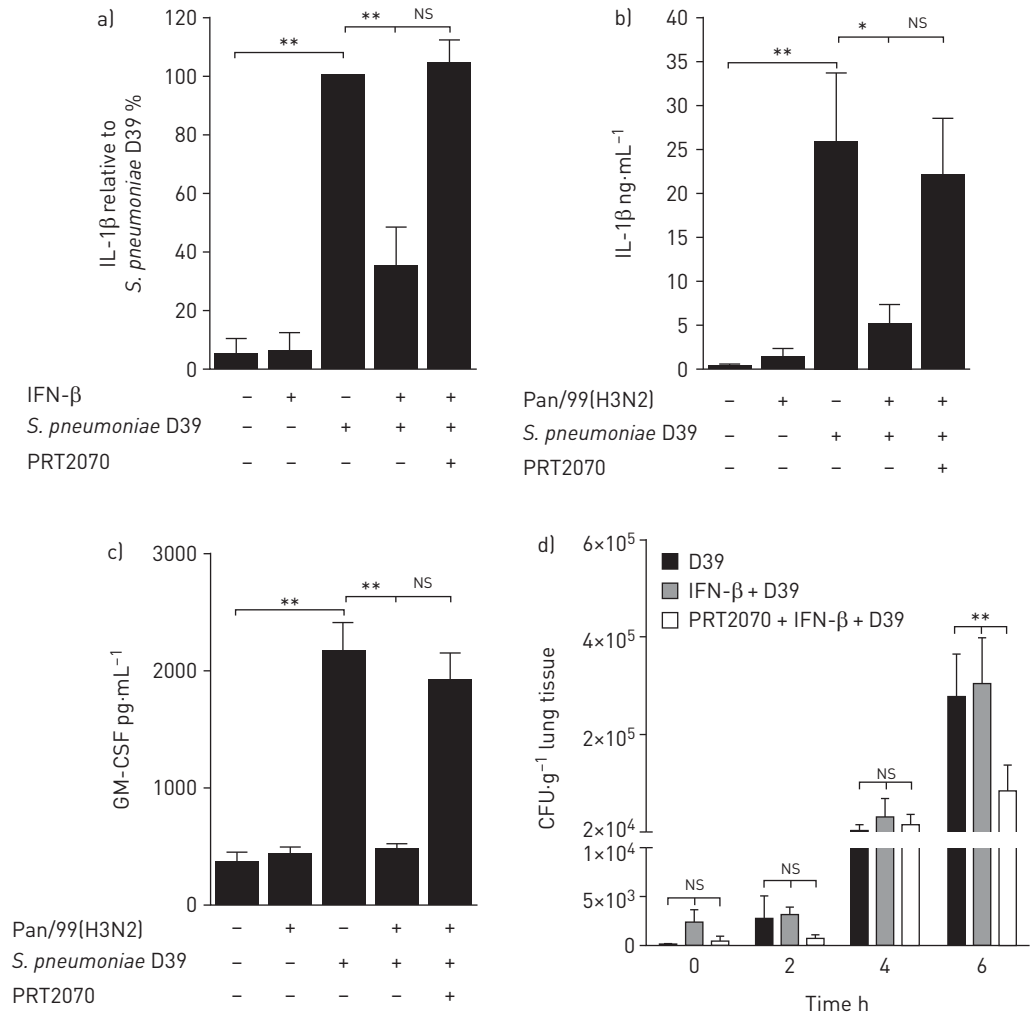 a)
IL-1β relative to
S. pneumoniae D39 %
120
100
80
60
40
20
0
**
**
NS
IFN-β – + – + +
S. pneumoniae D39 – – + + +
PRT2070 – – – – +
b)
IL-1β ng·mL⁻¹
40
35
30
25
20
15
10
5
0
**
*
NS
Pan/99(H3N2) – + – + +
S. pneumoniae D39 – – + + +
PRT2070 – – – – +
c)
GM-CSF pg·mL⁻¹
3000
2000
1000
0
**
**
NS
Pan/99(H3N2) – + – + +
S. pneumoniae D39 – – + + +
PRT2070 – – – – +
d)
CFU·g⁻¹ lung tissue
6×10⁵
4×10⁵
2×10⁵
2×10⁴
1×10⁴
5×10³
0
D39
IFN-β + D39
PRT2070 + IFN-β + D39
NS
NS
NS
**
0 2 4 6
Time h